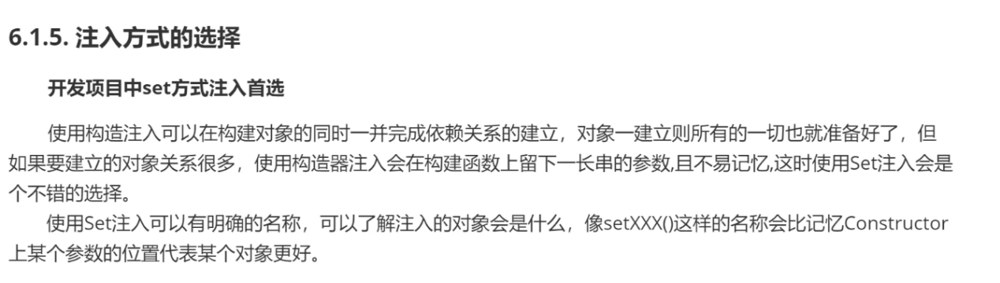 6.1.5. 注入方式的选择
开发项目中set方式注入首选
使用构造注入可以在构建对象的同时一并完成依赖关系的建立，对象一建立则所有的一切也就准备好了，但
如果要建立的对象关系很多，使用构造器注入会在构建函数上留下一长串的参数,且不易记忆,这时使用Set注入会是
个不错的选择。
使用Set注入可以有明确的名称，可以了解注入的对象会是什么，像setXXX()这样的名称会比记忆Constructor
上某个参数的位置代表某个对象更好。